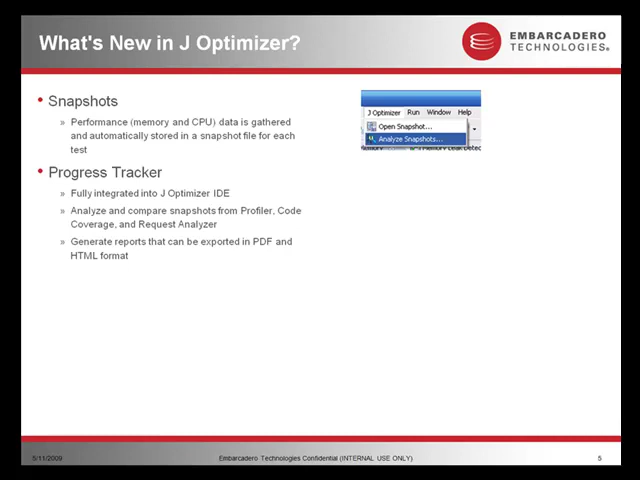 What's New in J Optimizer?
EMBARCADERO
TECHNOLOGIES®
• Snapshots
» Performance (memory and CPU) data is gathered
and automatically stored in a snapshot file for each
test
• Progress Tracker
» Fully integrated into J Optimizer IDE
» Analyze and compare snapshots from Profiler, Code
Coverage, and Request Analyzer
» Generate reports that can be exported in PDF and
HTML format
J Optimizer Run Window Help
Open Snapshot...
Analyze Snapshots...
Memory Leak Detec
5/11/2009
Embarcadero Technologies Confidential (INTERNAL USE ONLY)
5